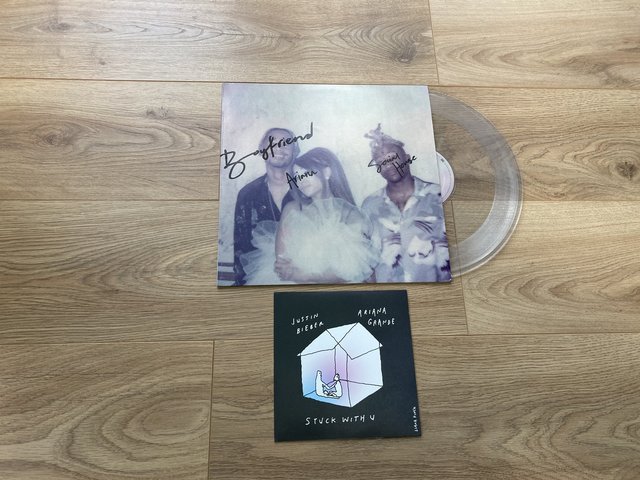 Boyfriend
Ariana
Social
House
JUSTIN
BIEBER
ARIANA
GRANDE
STUCK WITH U